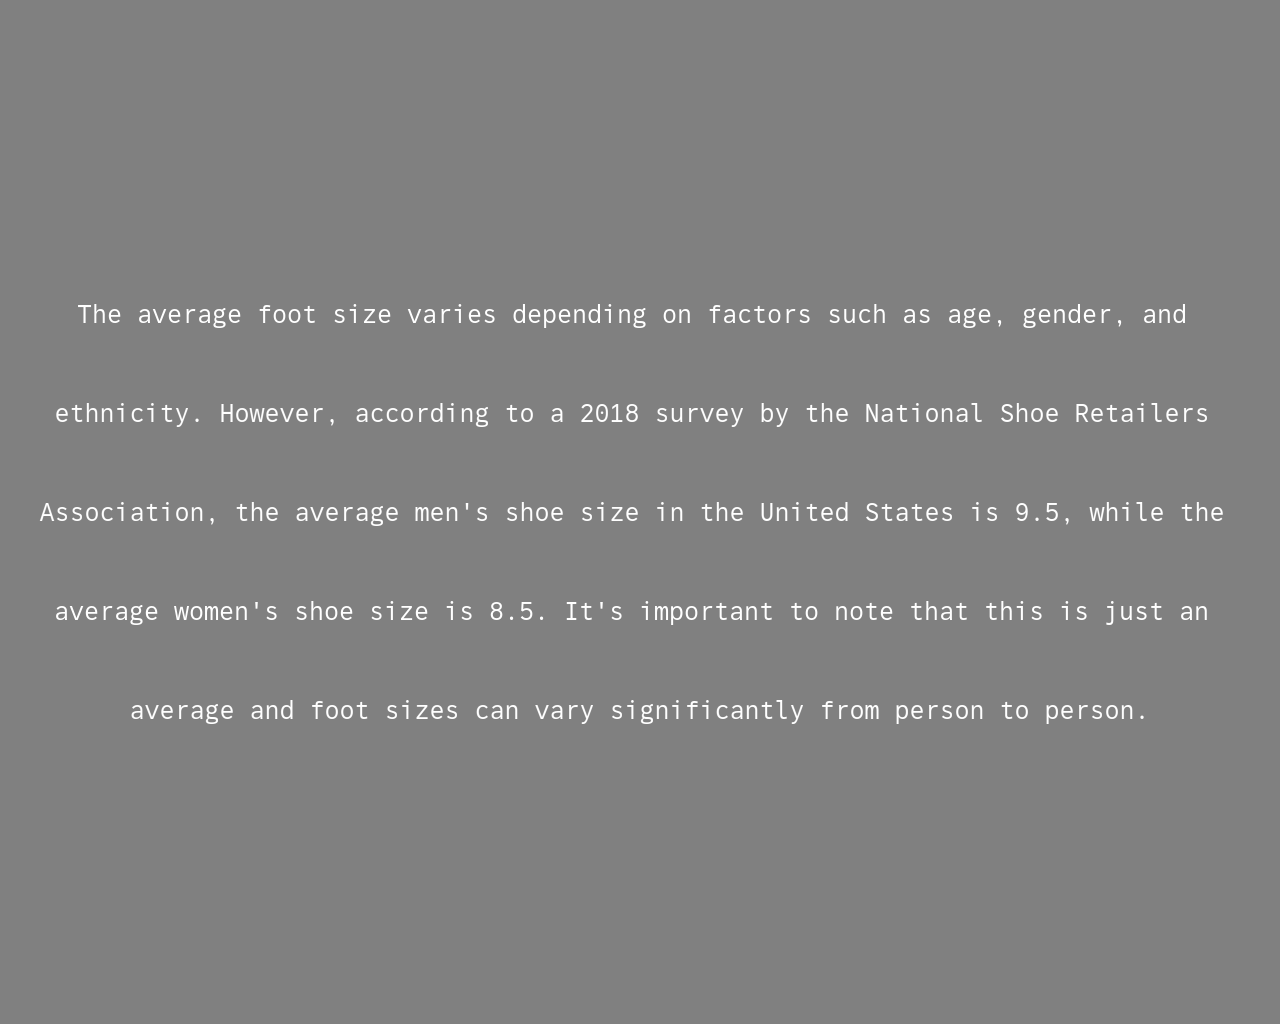 The average foot size varies depending on factors such as age, gender, and
ethnicity. However, according to a 2018 survey by the National Shoe Retailers
Association, the average men's shoe size in the United States is 9.5, while the
average women's shoe size is 8.5. It's important to note that this is just an
average and foot sizes can vary significantly from person to person.